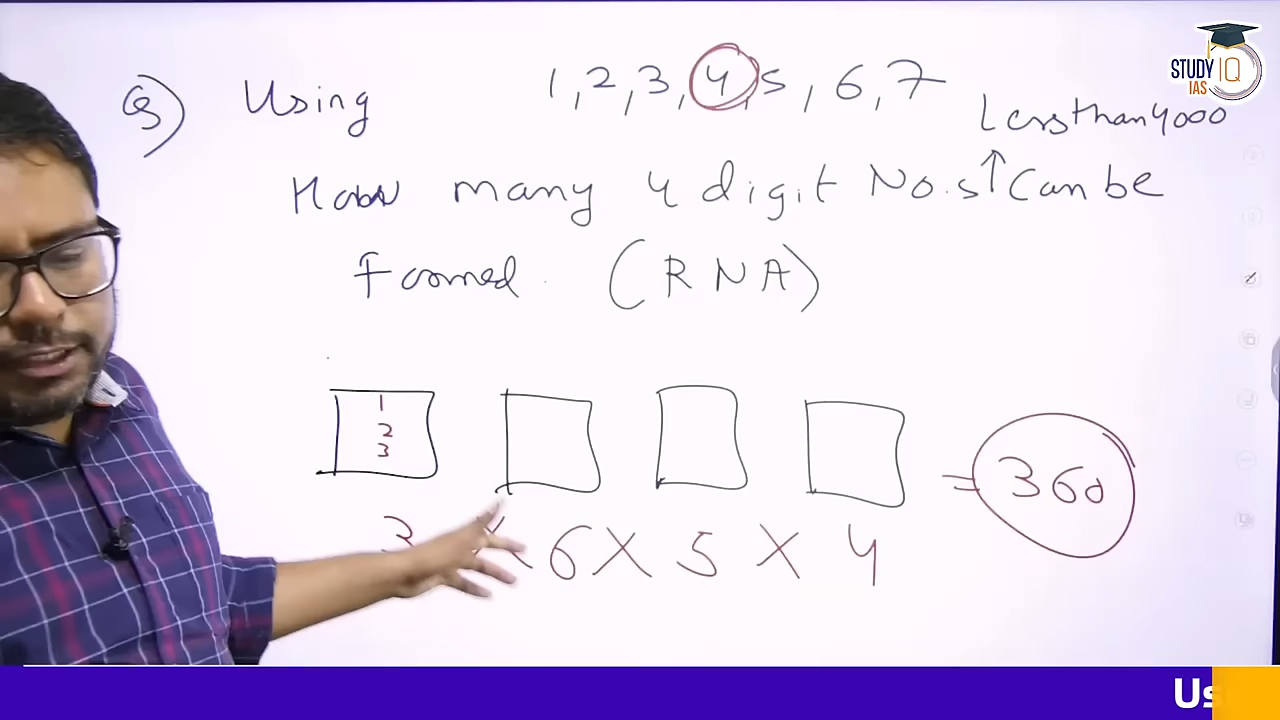 STUDY IQ
IAS
Q) Using 1, 2, 3, 4, 5, 6, 7
Less than 4000
How many 4 digit No.s ↑ Can be
Formed (RNA)
1
2
3
3 X 6 X 5 X 4 = 360
Us